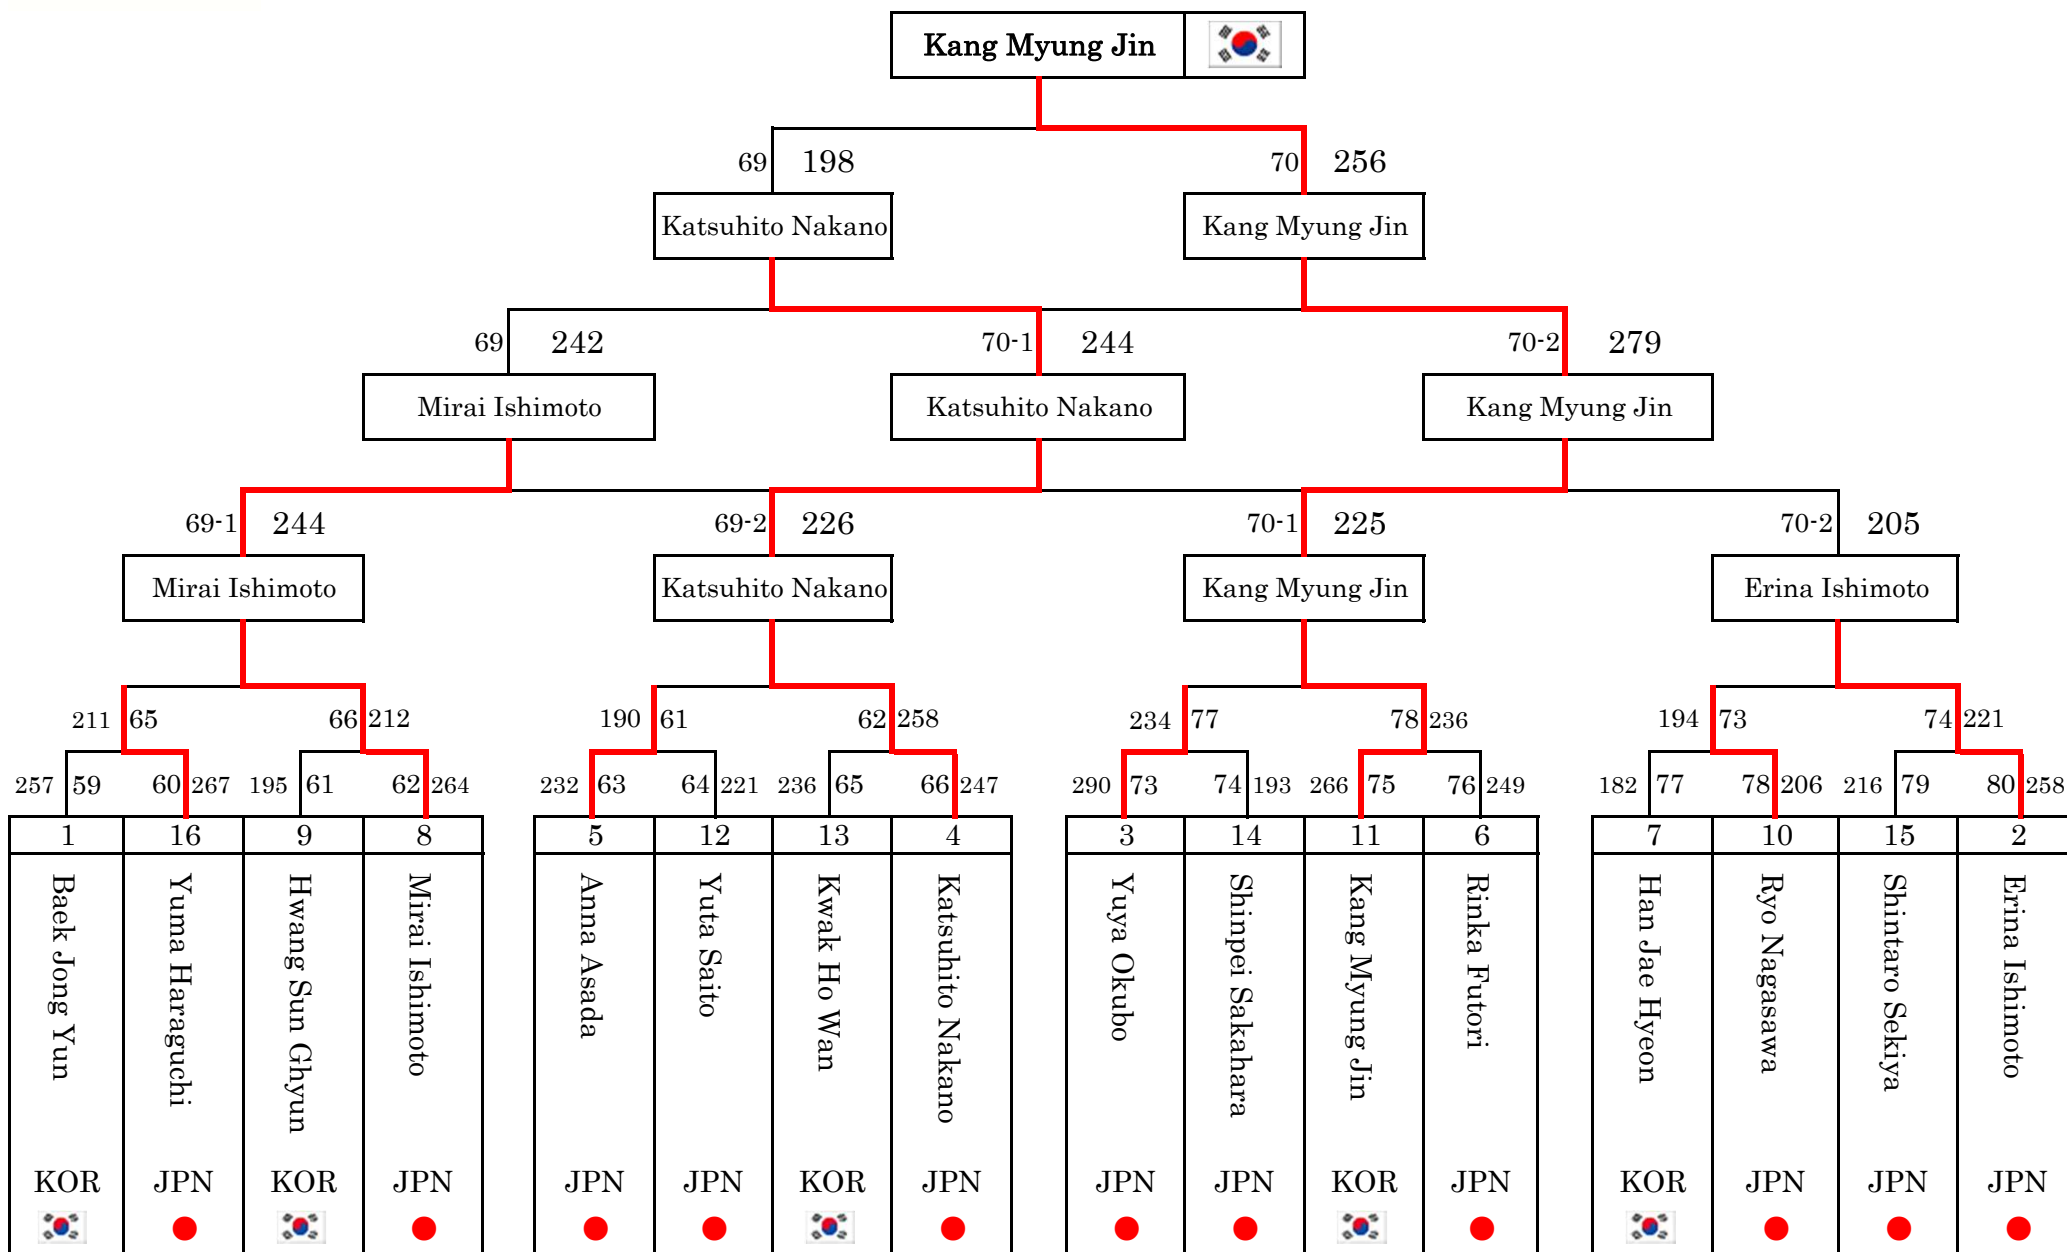 Kang Myung Jin
69 198 70 256
Katsuhito Nakano Kang Myung Jin
69 242 70-1 244 70-2 279
Mirai Ishimoto Katsuhito Nakano Kang Myung Jin
69-1 244 69-2 226 70-1 225 70-2 205
Mirai Ishimoto Katsuhito Nakano Kang Myung Jin Erina Ishimoto
211 65 66 212 190 61 62 258 234 77 78 236 194 73 74 221
257 59 60 267 195 61 62 264 232 63 64 221 236 65 66 247 290 73 74 193 266 75 76 249 182 77 78 206 216 79 80 258
1 16 9 8 5 12 13 4 3 14 11 6 7 10 15 2
Baek Jong Yun
Yuma Haraguchi
Hwang Sun Ghyun
Mirai Ishimoto
Anna Asada
Yuta Saito
Kwak Ho Wan
Katsuhito Nakano
Yuya Okubo
Shinpei Sakahara
Kang Myung Jin
Rinka Futori
Han Jae Hyeon
Ryo Nagasawa
Shintaro Sekiya
Erina Ishimoto
KOR JPN KOR JPN JPN JPN KOR JPN JPN JPN KOR JPN KOR JPN JPN JPN